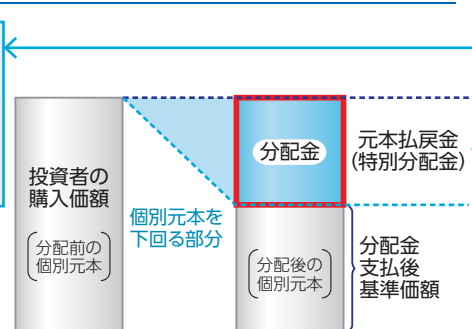 投資者の
購入価額
分配前の
個別元本
個別元本を
下回る部分
分配金
分配後の
個別元本
元本払戻金
(特別分配金)
分配金
支払後
基準価額